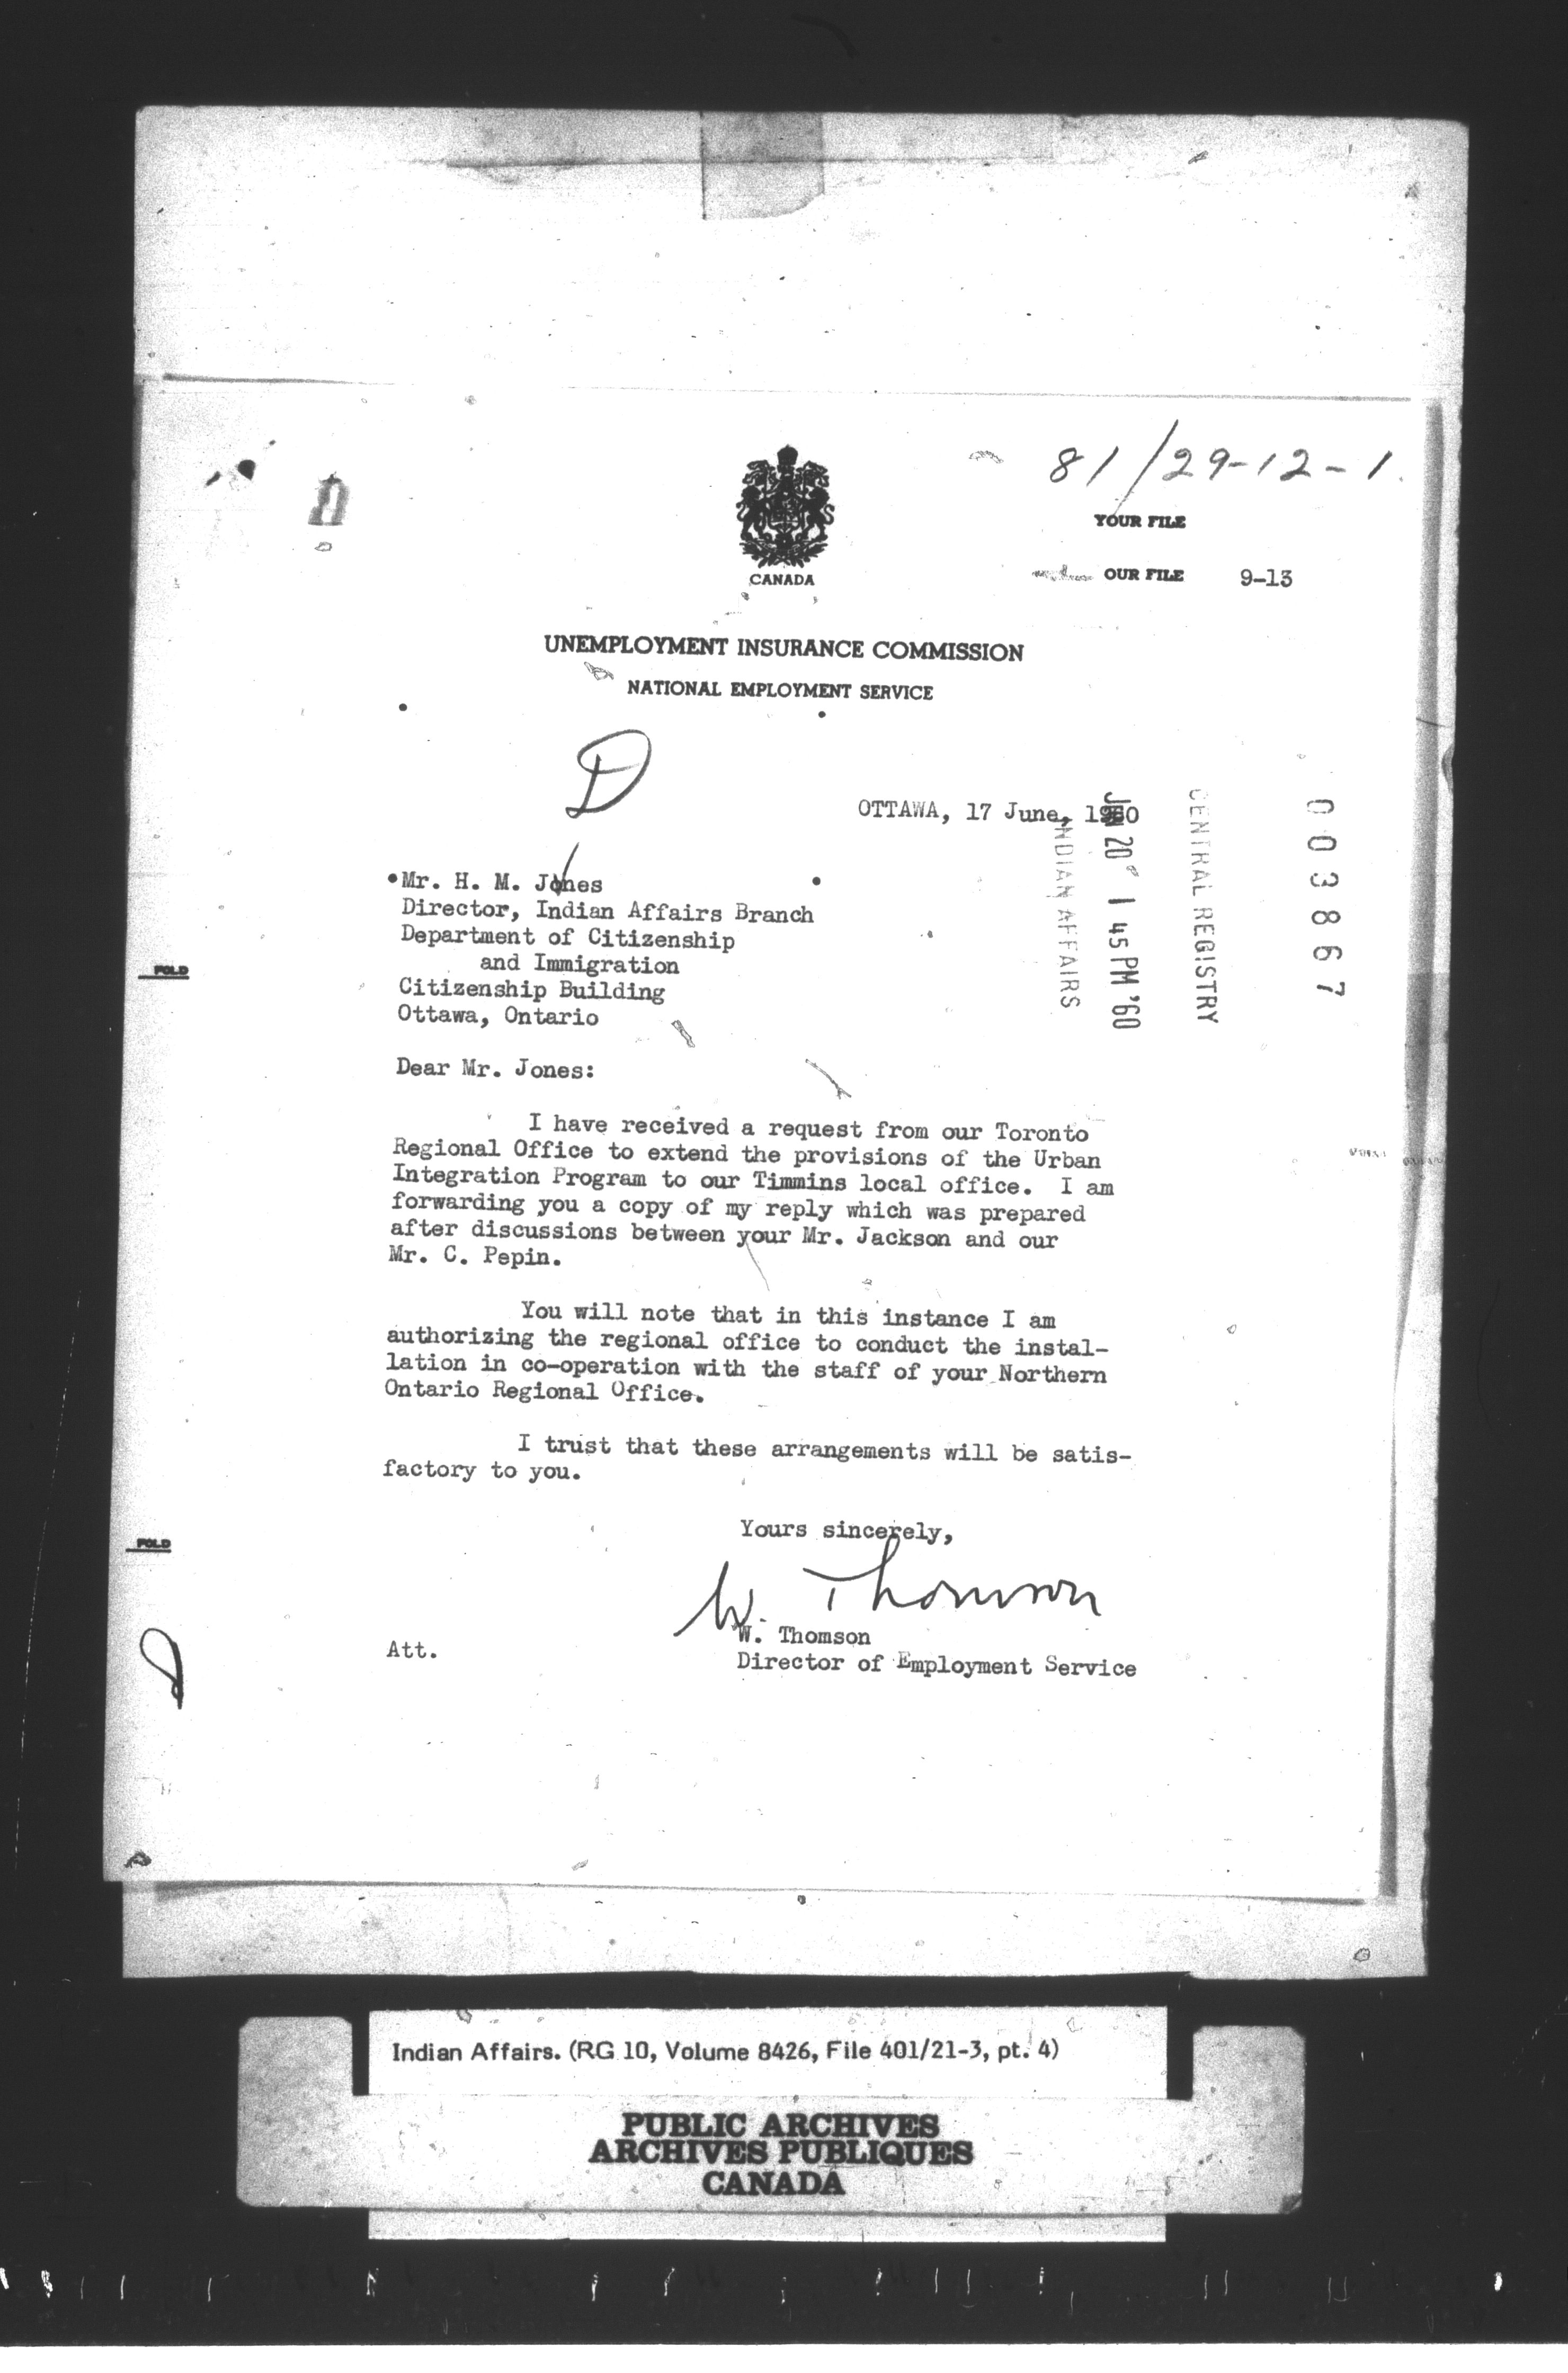 81/29-12-1.
YOUR FILE
OUR FILE 9-13
CANADA
UNEMPLOYMENT INSURANCE COMMISSION
NATIONAL EMPLOYMENT SERVICE
D
OTTAWA, 17 June, 1960
INDIAN AFFAIRS
JUN 20 1 45 PM '60
CENTRAL REGISTRY
003867
Mr. H. M. Jones
Director, Indian Affairs Branch
Department of Citizenship
and Immigration
Citizenship Building
Ottawa, Ontario
FOLD
Dear Mr. Jones:
I have received a request from our Toronto
Regional Office to extend the provisions of the Urban
Integration Program to our Timmins local office. I am
forwarding you a copy of my reply which was prepared
after discussions between your Mr. Jackson and our
Mr. C. Pepin.
You will note that in this instance I am
authorizing the regional office to conduct the instal-
lation in co-operation with the staff of your Northern
Ontario Regional Office.
I trust that these arrangements will be satis-
factory to you.
Yours sincerely,
FOLD
W. Thomson
W. Thomson
Att.
Director of Employment Service
Indian Affairs. (RG 10, Volume 8426, File 401/21-3, pt. 4)
PUBLIC ARCHIVES
ARCHIVES PUBLIQUES
CANADA